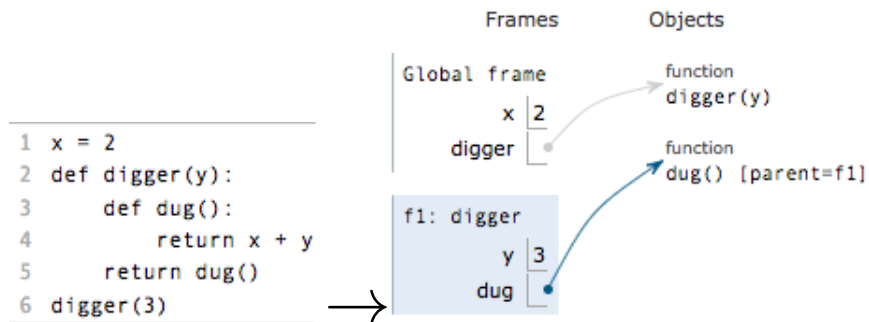 Frames Objects
Global frame
x 2
digger
function
digger(y)
function
dug() [parent=f1]
f1: digger
y 3
dug
1 x = 2
2 def digger(y):
3     def dug():
4         return x + y
5     return dug()
6 digger(3)